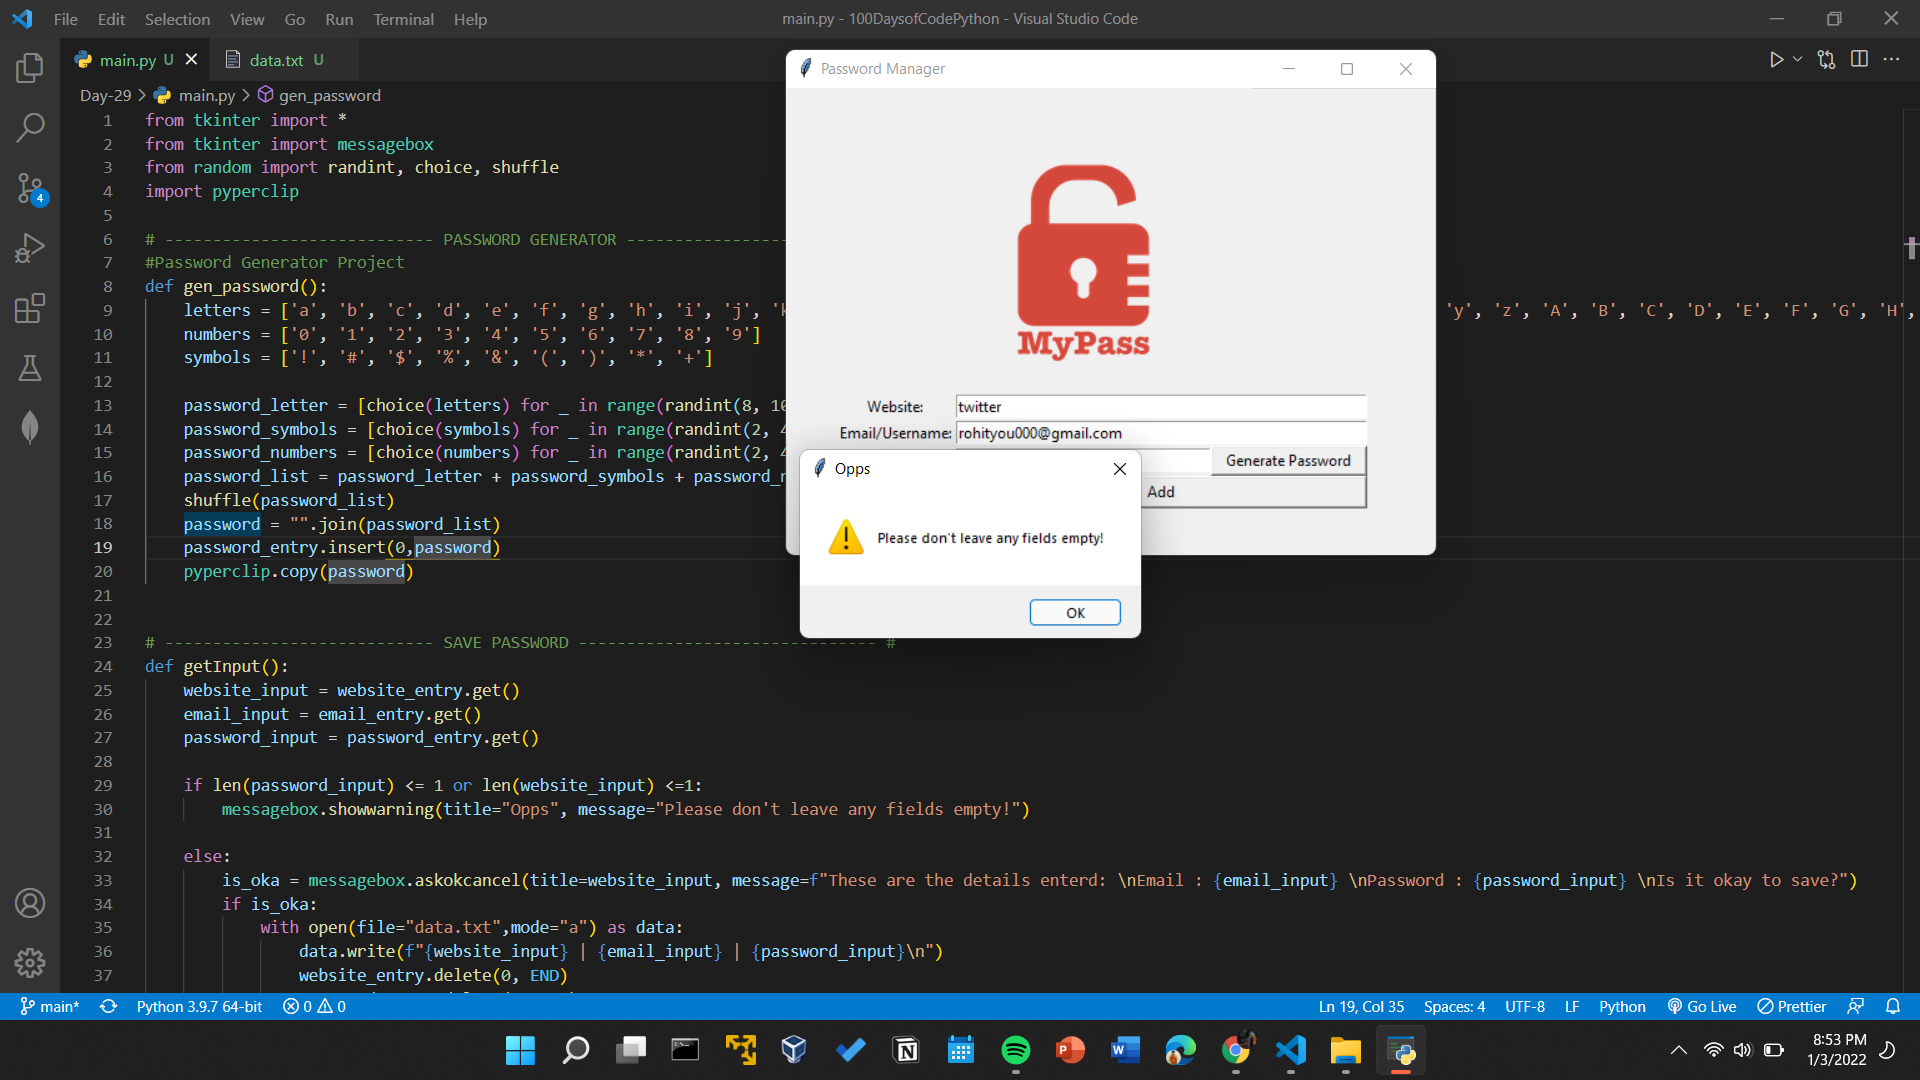 File Edit Selection View Go Run Terminal Help
main.py - 100DaysofCodePython - Visual Studio Code
main.py U
data.txt U
Day-29 > main.py > gen_password
1 from tkinter import *
2 from tkinter import messagebox
3 from random import randint, choice, shuffle
4 import pyperclip
5
6 # ---------------------------- PASSWORD GENERATOR -----------------
7 #Password Generator Project
8 def gen_password():
9 letters = ['a', 'b', 'c', 'd', 'e', 'f', 'g', 'h', 'i', 'j', 'k 'y', 'z', 'A', 'B', 'C', 'D', 'E', 'F', 'G', 'H',
10 numbers = ['0', '1', '2', '3', '4', '5', '6', '7', '8', '9']
11 symbols = ['!', '#', '$', '%', '&', '(', ')', '*', '+']
12
13 password_letter = [choice(letters) for _ in range(randint(8, 10
14 password_symbols = [choice(symbols) for _ in range(randint(2, 4
15 password_numbers = [choice(numbers) for _ in range(randint(2, 4
16 password_list = password_letter + password_symbols + password_n
17 shuffle(password_list)
18 password = "".join(password_list)
19 password_entry.insert(0,password)
20 pyperclip.copy(password)
21
22
23 # ---------------------------- SAVE PASSWORD ------------------------------- #
24 def getInput():
25 website_input = website_entry.get()
26 email_input = email_entry.get()
27 password_input = password_entry.get()
28
29 if len(password_input) <= 1 or len(website_input) <=1:
30 messagebox.showwarning(title="Opps", message="Please don't leave any fields empty!")
31
32 else:
33 is_oka = messagebox.askokcancel(title=website_input, message=f"These are the details enterd: \nEmail : {email_input} \nPassword : {password_input} \nIs it okay to save?")
34 if is_oka:
35 with open(file="data.txt",mode="a") as data:
36 data.write(f"{website_input} | {email_input} | {password_input}\n")
37 website_entry.delete(0, END)
Password Manager
MyPass
Website: twitter
Email/Username: rohityou000@gmail.com
Generate Password
Add
Opps
Please don't leave any fields empty!
OK
4
main* Python 3.9.7 64-bit 0 0 Ln 19, Col 35 Spaces: 4 UTF-8 LF Python Go Live Prettier
8:53 PM
1/3/2022